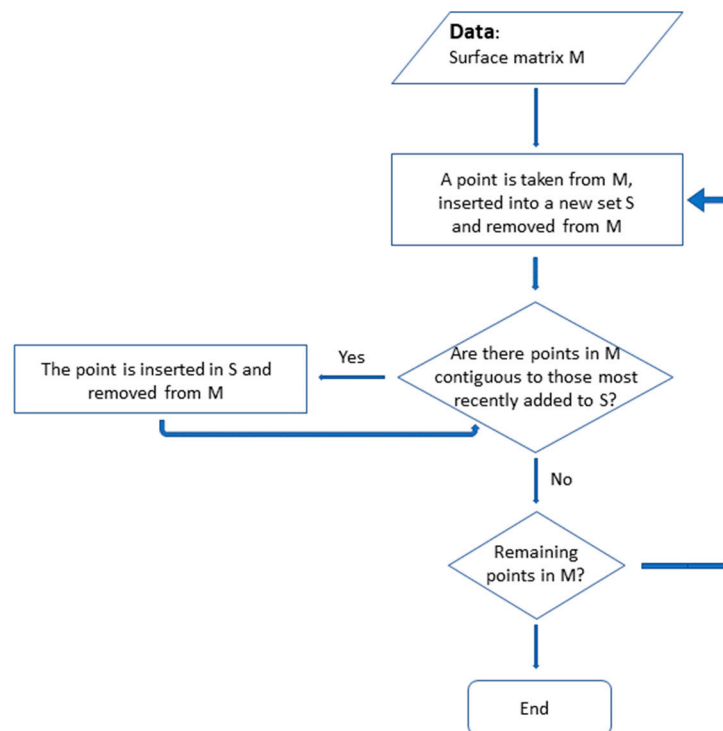 Data:
Surface matrix M
A point is taken from M,
inserted into a new set S
and removed from M
Are there points in M
contiguous to those most
recently added to S?
Yes
The point is inserted in S and
removed from M
No
Remaining
points in M?
End